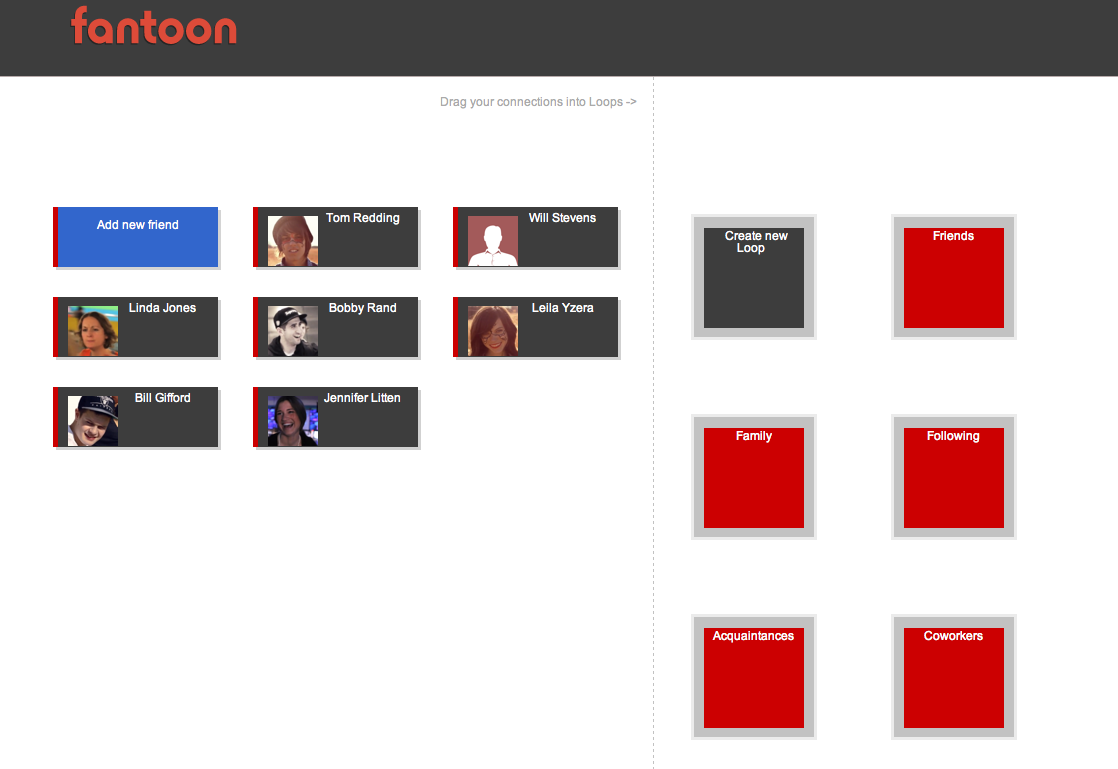 fantoon
Drag your connections into Loops ->
Add new friend
Tom Redding
Will Stevens
Linda Jones
Bobby Rand
Leila Yzera
Bill Gifford
Jennifer Litten
Create new
Loop
Friends
Family
Following
Acquaintances
Coworkers